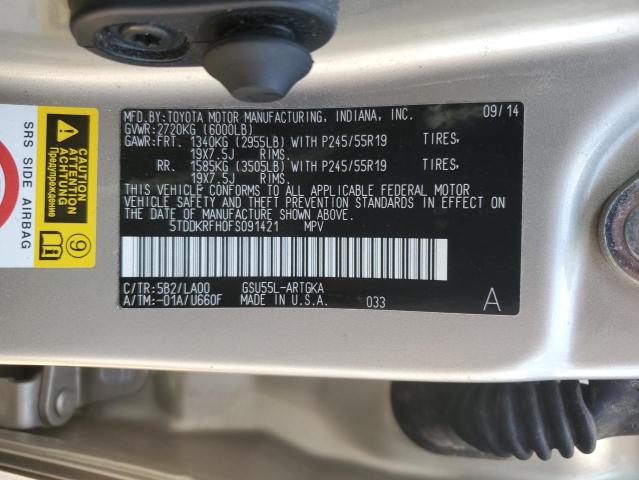 MFD.BY:TOYOTA MOTOR MANUFACTURING, INDIANA, INC. 09/14
GVWR:2720KG (6000LB)
GAWR:FRT. 1340KG (2955LB) WITH P245/55R19 TIRES,
19X7.5J RIMS.
RR. 1585KG (3505LB) WITH P245/55R19 TIRES,
19X7.5J RIMS.
THIS VEHICLE CONFORMS TO ALL APPLICABLE FEDERAL MOTOR
VEHICLE SAFETY AND THEFT PREVENTION STANDARDS IN EFFECT ON
THE DATE OF MANUFACTURE SHOWN ABOVE.
5TDDKRFH0FS091421 MPV
C/TR:5B2/LA00 GSU55L-ARTGKA
A/TM:-01A/U660F MADE IN U.S.A. 033 A
SRS SIDE AIRBAG
CAUTION
ATTENTION
ACHTUNG
Предупреждение
9